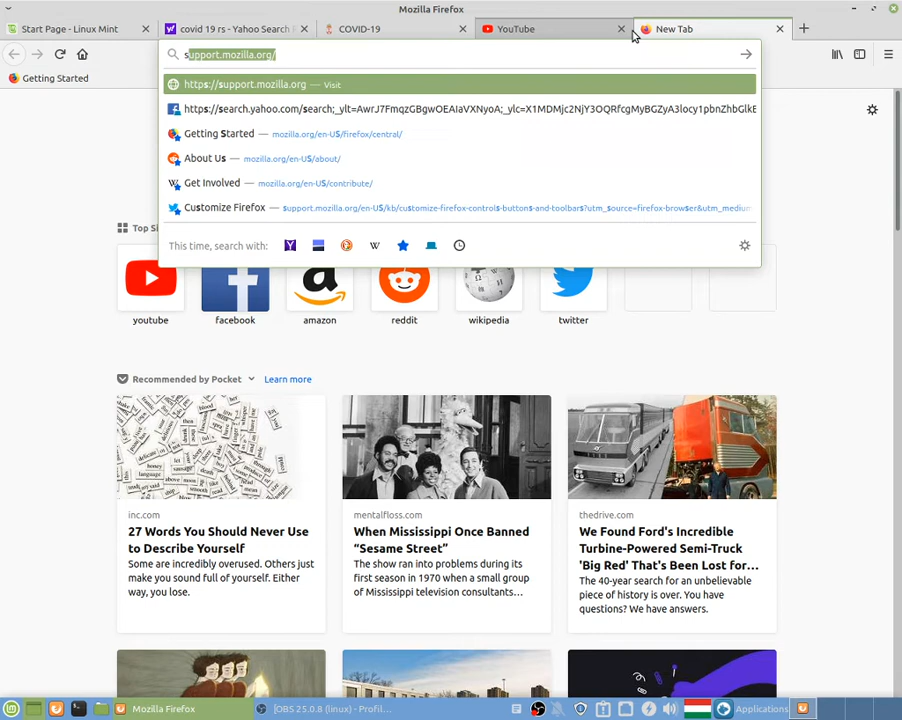 Mozilla Firefox
Start Page - Linux Mint
covid 19 rs - Yahoo Search R
COVID-19
YouTube
New Tab
support.mozilla.org/
Getting Started
https://support.mozilla.org — Visit
Getting Started — mozilla.org/en-US/firefox/central/
About Us — mozilla.org/en-US/about/
Get Involved — mozilla.org/en-US/contribute/
Customize Firefox — support.mozilla.org/en-US/kb/customize-firefox-controls-buttons-and-toolbars?utm_source=firefox-browser&utm_medium
This time, search with:
Top Si
youtube
facebook
amazon
reddit
wikipedia
twitter
Recommended by Pocket Learn more
inc.com
27 Words You Should Never Use
to Describe Yourself
Some are incredibly overused. Others just
make you sound full of yourself. Either
way, you lose.
mentalfloss.com
When Mississippi Once Banned
“Sesame Street”
The show ran into problems during its
first season in 1970 when a small group
of Mississippi television consultants…
thedrive.com
We Found Ford's Incredible
Turbine-Powered Semi-Truck
'Big Red' That's Been Lost for…
The 40-year search for an unbelievable
piece of history is over. You have
questions? We have answers.
Mozilla Firefox
[OBS 25.0.8 (linux) - Profil...
Applications